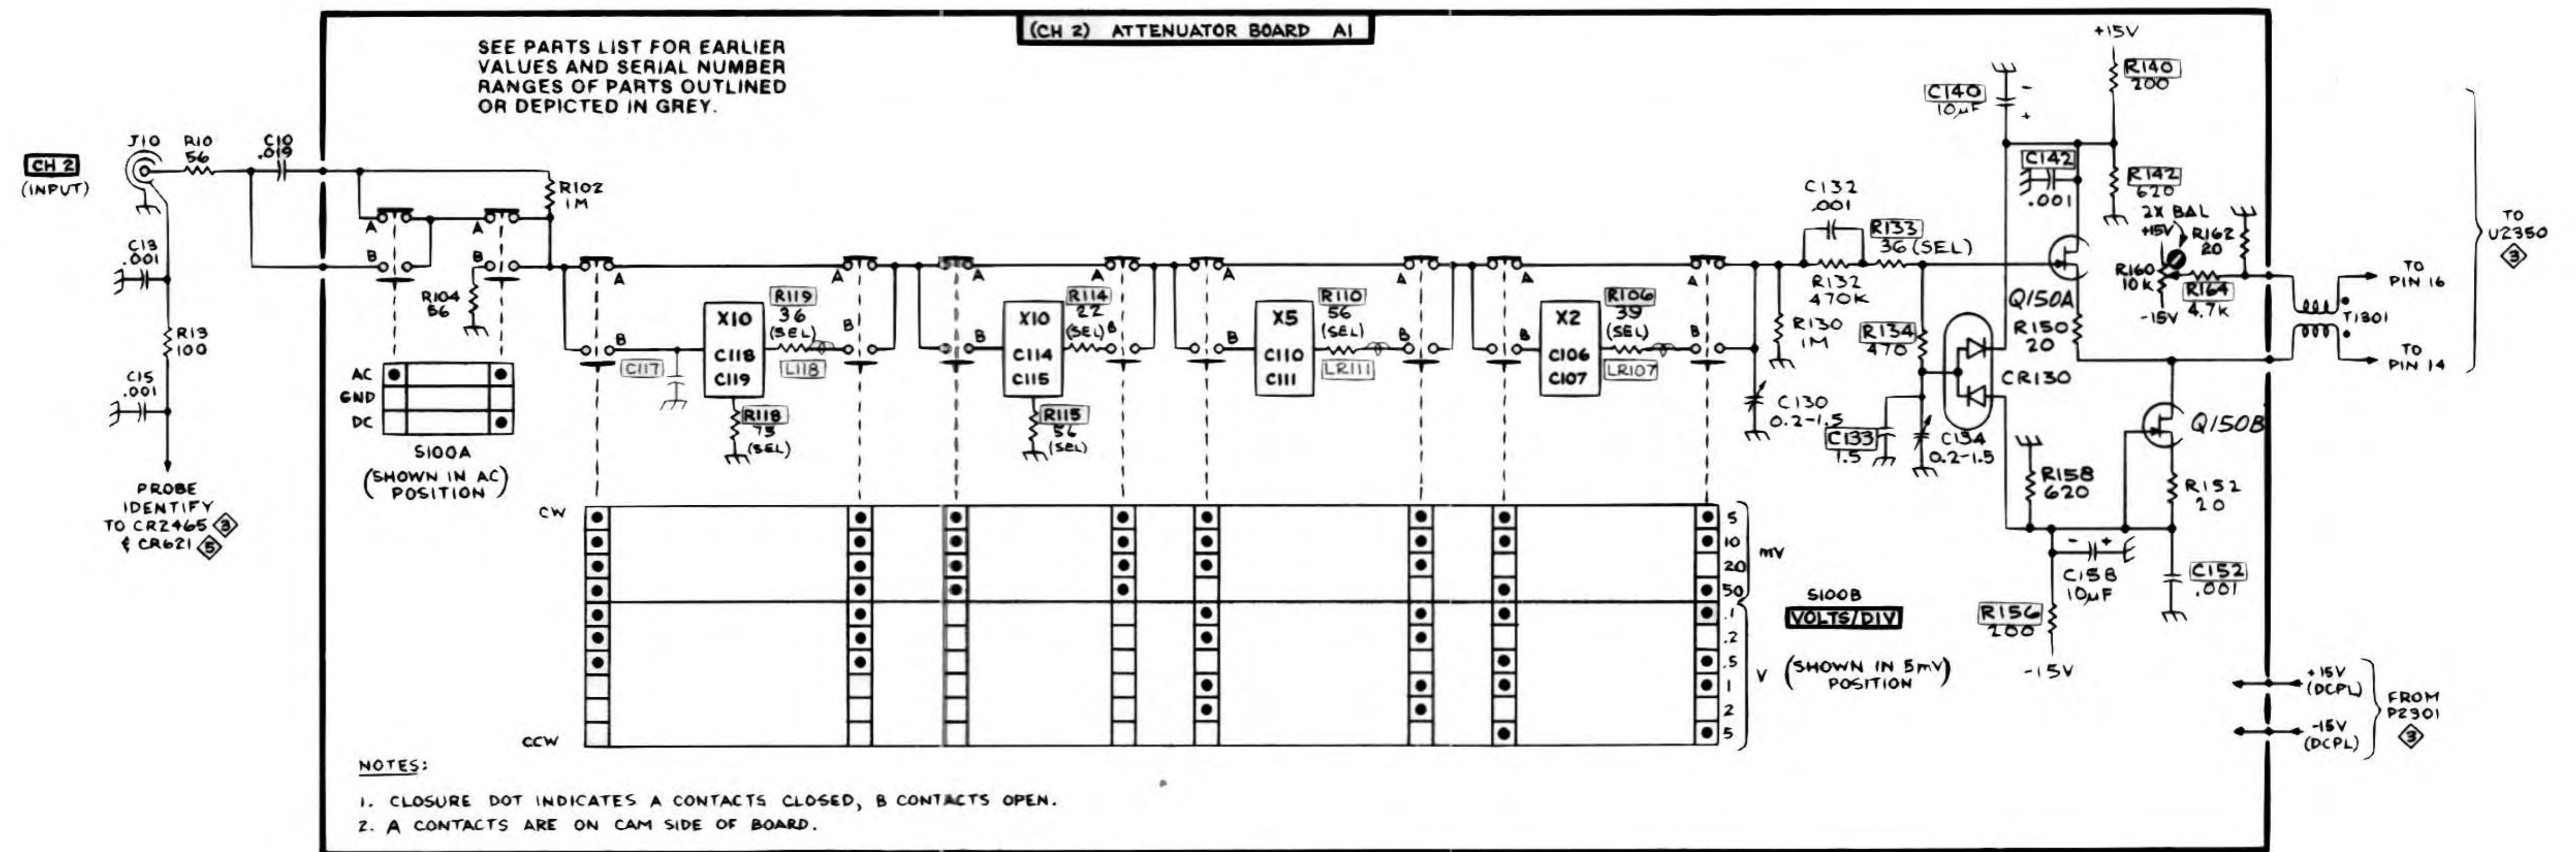 (CH 2) ATTENUATOR BOARD A1
SEE PARTS LIST FOR EARLIER
VALUES AND SERIAL NUMBER
RANGES OF PARTS OUTLINED
OR DEPICTED IN GREY.
CH 2
(INPUT)
J10
R10
56
C10
.019
R102
1M
A
A
B
B
R104
56
C13
.001
R13
100
C15
.001
PROBE
IDENTIFY
TO CR2465 3
& CR621 5
AC
GND
DC
S100A
(SHOWN IN AC)
POSITION
A
B
C117
X10
C118
C119
R119
36
(SEL)
L118
R118
75
(SEL)
A
B
A
B
X10
C114
C115
R114
22
(SEL)
R115
56
(SEL)
A
B
A
B
X5
C110
C111
R110
56
(SEL)
LR111
A
B
A
B
X2
C106
C107
R106
39
(SEL)
LR107
A
B
C132
.001
R132
470K
R133
36 (SEL)
R130
1M
C130
0.2-1.5
R134
470
C133
1.5
C134
0.2-1.5
CR130
+15V
R140
200
C140
10µF
-
+
C142
.001
R142
620
2X BAL
+15V
R160
10K
-15V
R162
20
R164
4.7K
Q150A
R150
20
Q150B
R152
20
R158
620
- +
C158
10µF
C152
.001
R156
200
-15V
T1301
TO
PIN 16
TO
PIN 14
TO
U2350
3
+15V
(DCPL)
-15V
(DCPL)
FROM
P2301
3
CW
CCW
5
10
20
50
mV
.1
.2
.5
1
2
5
V
S100B
VOLTS/DIV
(SHOWN IN 5mV)
POSITION
NOTES:
1. CLOSURE DOT INDICATES A CONTACTS CLOSED, B CONTACTS OPEN.
2. A CONTACTS ARE ON CAM SIDE OF BOARD.